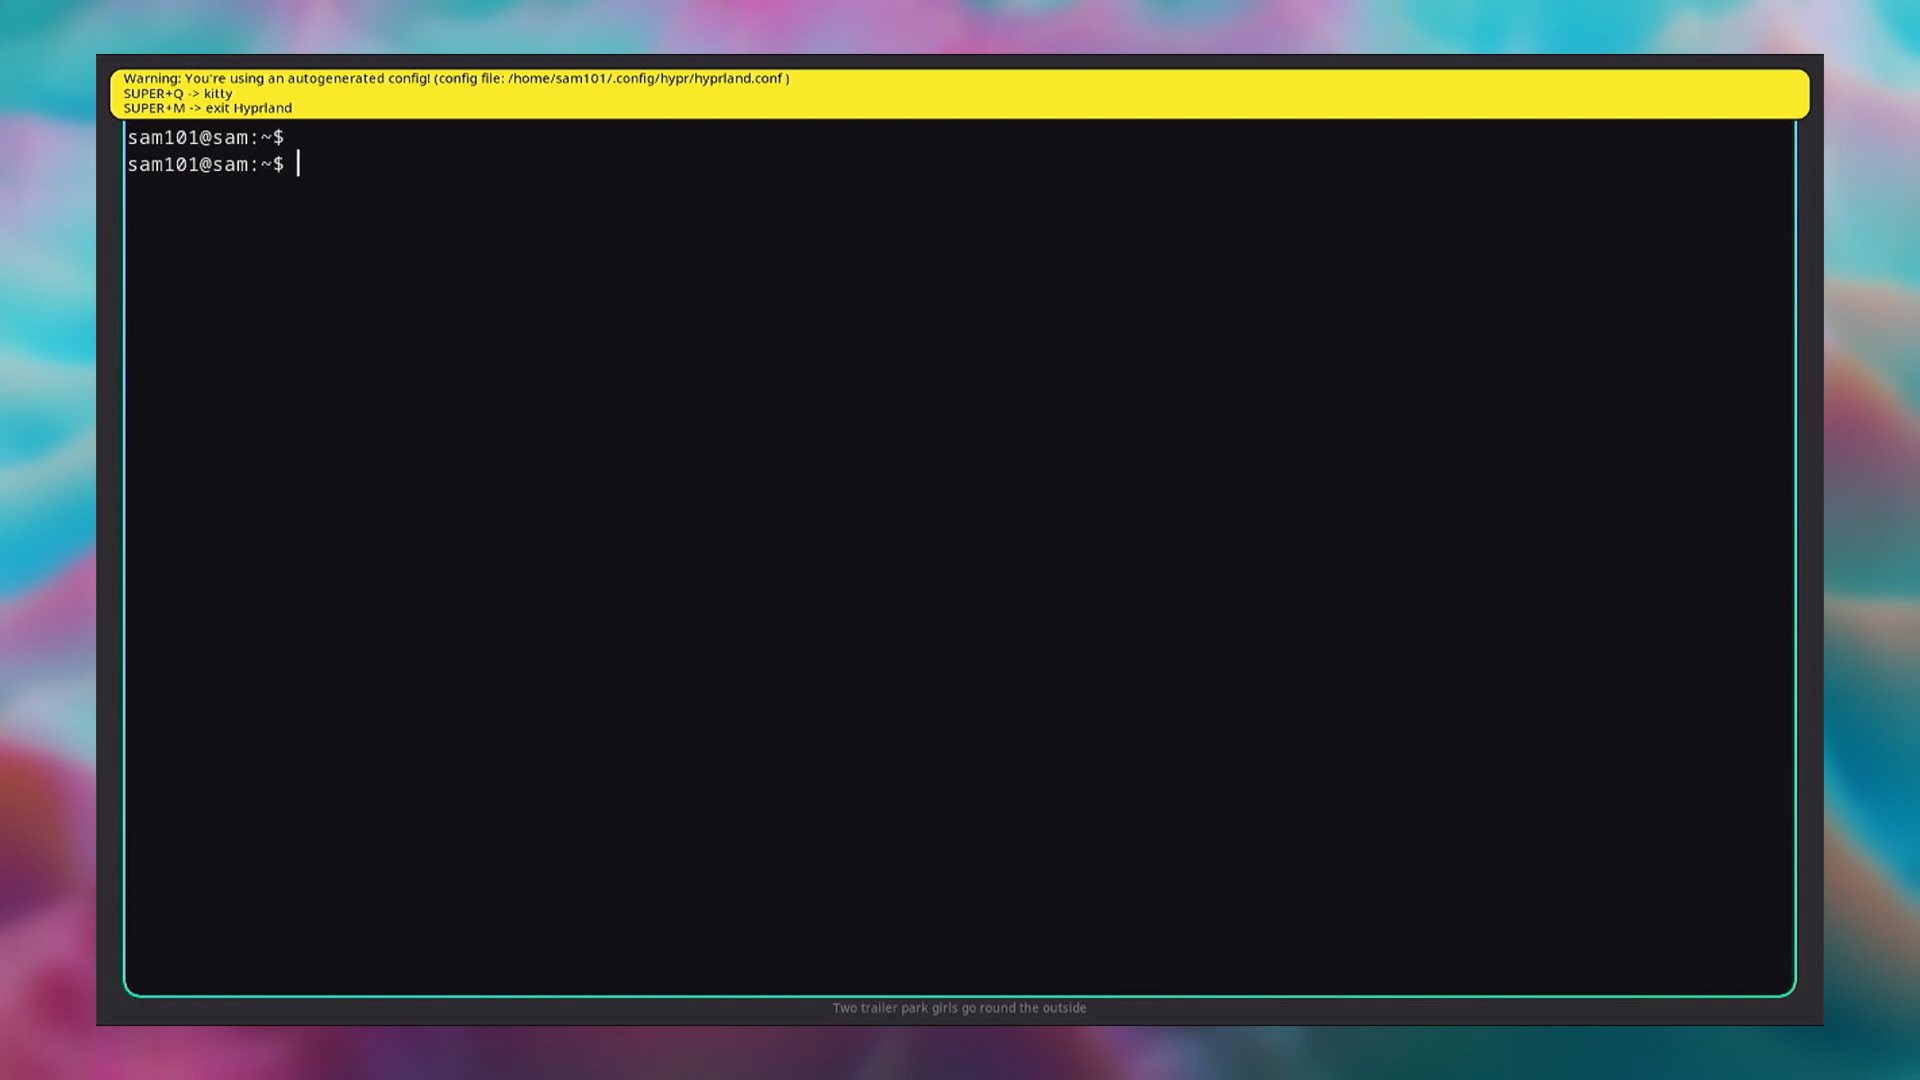 Warning: You're using an autogenerated config! (config file: /home/sam101/.config/hypr/hyprland.conf )
SUPER+Q -> kitty
SUPER+M -> exit Hyprland
sam101@sam:~$
sam101@sam:~$
Two trailer park girls go round the outside